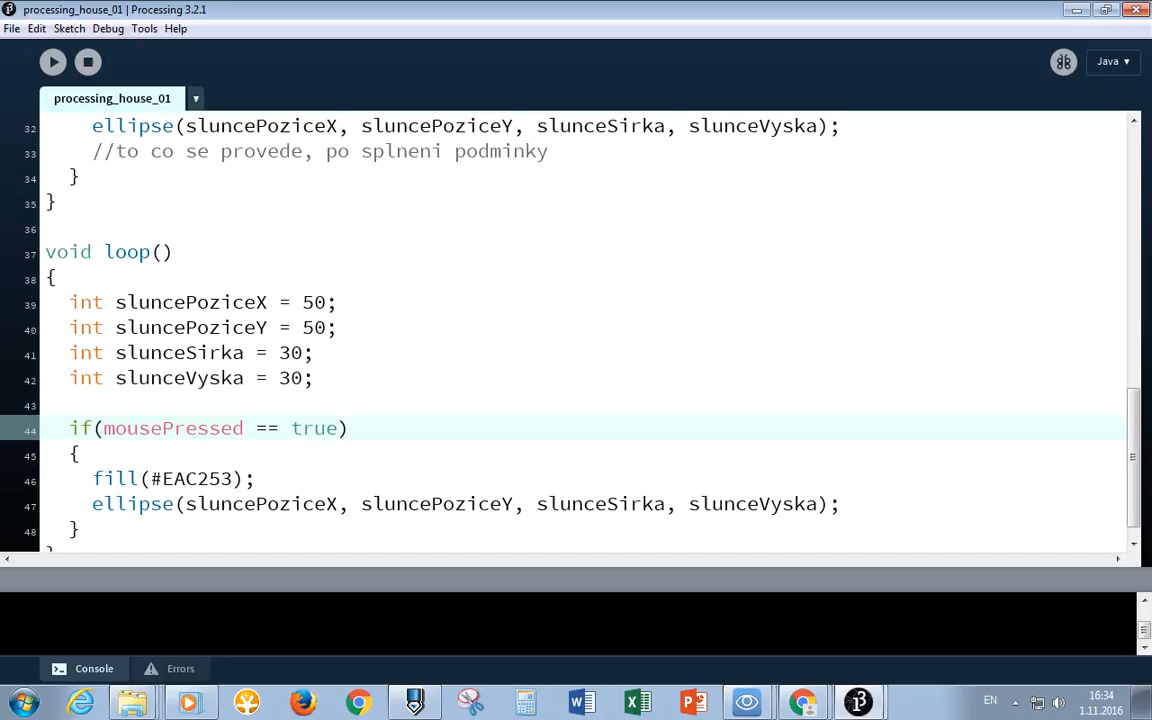 processing_house_01 | Processing 3.2.1
File Edit Sketch Debug Tools Help
Java ▾
processing_house_01 ▾
32 ellipse(sluncePoziceX, sluncePoziceY, slunceSirka, slunceVyska);
33 //to co se provede, po splneni podminky
34 }
35 }
36
37 void loop()
38 {
39 int sluncePoziceX = 50;
40 int sluncePoziceY = 50;
41 int slunceSirka = 30;
42 int slunceVyska = 30;
43
44 if(mousePressed == true)
45 {
46 fill(#EAC253);
47 ellipse(sluncePoziceX, sluncePoziceY, slunceSirka, slunceVyska);
48 }
Console Errors
EN
16:34
1.11.2016